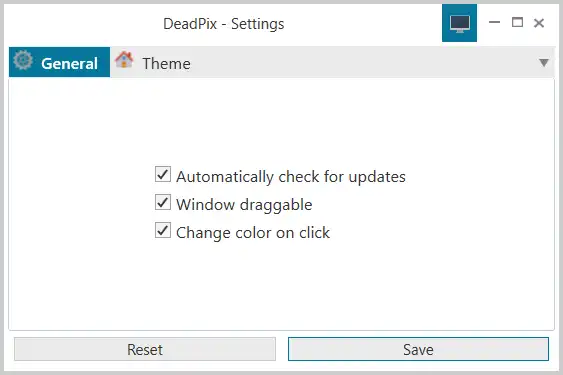 DeadPix - Settings
General
Theme
Automatically check for updates
Window draggable
Change color on click
Reset
Save